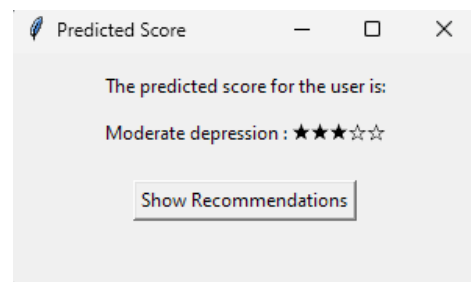 Predicted Score
The predicted score for the user is:
Moderate depression : ★★★☆☆
Show Recommendations